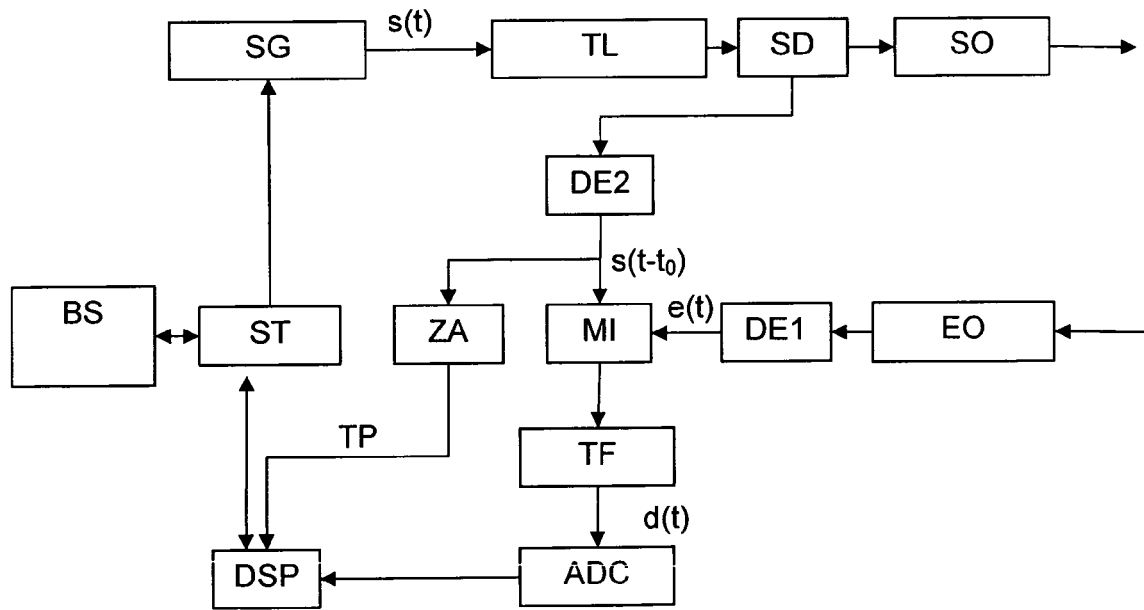 s(t)
SG
TL
SD
SO
DE2
s(t-t₀)
BS
ST
ZA
MI
e(t)
DE1
EO
TP
TF
d(t)
DSP
ADC